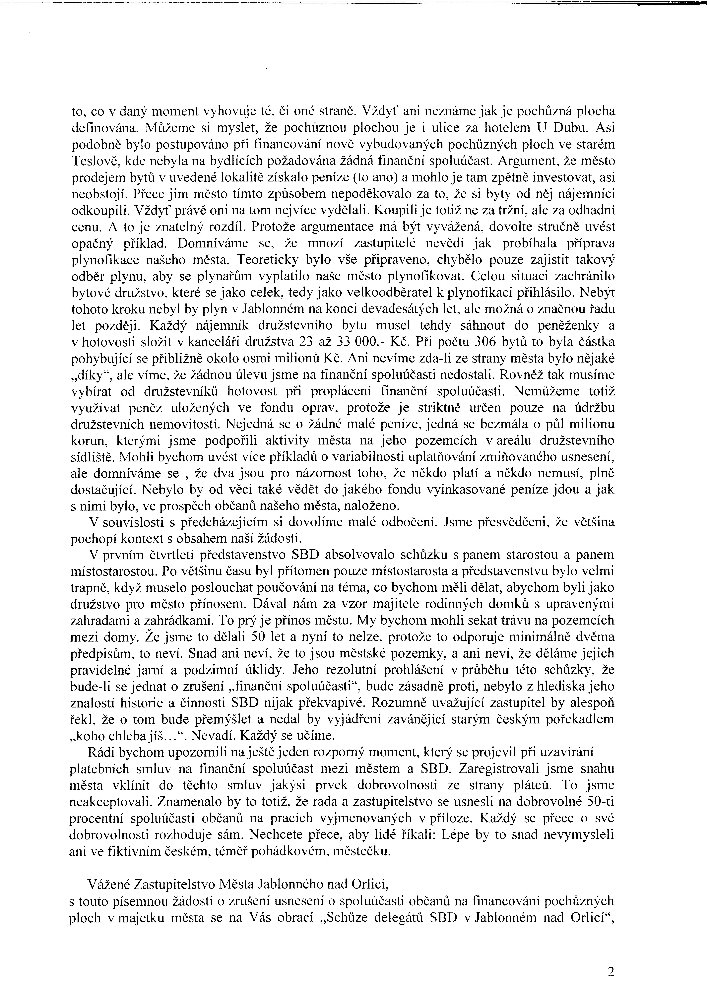 to, co v daný moment vyhovuje té, či oné straně. Vždyť ani neznáme jak je pochůzná plocha
definována. Můžeme si myslet, že pochůznou plochou je i ulice za hotelem U Dubu. Asi
podobně bylo postupováno při financování nově vybudovaných pochůzných ploch ve starém
Teslově, kde nebyla na bydlících požadována žádná finanční spoluúčast. Argument, že město
prodejem bytů v uvedené lokalitě získalo peníze (to ano) a mohlo je tam zpětně investovat, asi
neobstojí. Přece jim město tímto způsobem nepoděkovalo za to, že si byty od něj nájemníci
odkoupili. Vždyť právě oni na tom nejvíce vydělali. Koupili je totiž ne za tržní, ale za odhadní
cenu. A to je znatelný rozdíl. Protože argumentace má být vyvážená, dovolte stručně uvést
opačný příklad. Domníváme se, že mnozí zastupitelé nevědí jak probíhala příprava
plynofikace našeho města. Teoreticky bylo vše připraveno, chybělo pouze zajistit takový
odběr plynu, aby se plynařům vyplatilo naše město plynofikovat. Celou situaci zachránilo
bytové družstvo, které se jako celek, tedy jako velkoodběratel k plynofikaci přihlásilo. Nebýt
tohoto kroku nebyl by plyn v Jablonném na konci devadesátých let, ale možná o značnou řadu
let později. Každý nájemník družstevního bytu musel tehdy sáhnout do peněženky a
v hotovosti složit v kanceláři družstva 23 až 33 000,- Kč. Při počtu 306 bytů to byla částka
pohybující se přibližně okolo osmi milionů Kč. Ani nevíme zda-li ze strany města bylo nějaké
„díky“, ale víme, že žádnou úlevu jsme na finanční spoluúčasti nedostali. Rovněž tak musíme
vybírat od družstevníků hotovost při proplácení finanční spoluúčasti. Nemůžeme totiž
využívat peněz uložených ve fondu oprav, protože je striktně určen pouze na údržbu
družstevních nemovitostí. Nejedná se o žádné malé peníze, jedná se bezmála o půl milionu
korun, kterými jsme podpořili aktivity města na jeho pozemcích v areálu družstevního
sídliště. Mohli bychom uvést více příkladů o variabilnosti uplatňování zmiňovaného usnesení,
ale domníváme se , že dva jsou pro názornost toho, že někdo platí a někdo nemusí, plně
dostačující. Nebylo by od věci také vědět do jakého fondu vyinkasované peníze jdou a jak
s nimi bylo, ve prospěch občanů našeho města, naloženo.
V souvislosti s předcházejícím si dovolíme malé odbočení. Jsme přesvědčeni, že většina
pochopí kontext s obsahem naší žádosti.
V prvním čtvrtletí představenstvo SBD absolvovalo schůzku s panem starostou a panem
místostarostou. Po většinu času byl přítomen pouze místostarosta a představenstvu bylo velmi
trapně, když muselo poslouchat poučování na téma, co bychom měli dělat, abychom byli jako
družstvo pro město přínosem. Dával nám za vzor majitele rodinných domků s upravenými
zahradami a zahrádkami. To prý je přínos městu. My bychom mohli sekat trávu na pozemcích
mezi domy. Že jsme to dělali 50 let a nyní to nelze, protože to odporuje minimálně dvěma
předpisům, to neví. Snad ani neví, že to jsou městské pozemky, a ani neví, že děláme jejich
pravidelné jarní a podzimní úklidy. Jeho rezolutní prohlášení v průběhu této schůzky, že
bude-li se jednat o zrušení „finanční spoluúčasti“, bude zásadně proti, nebylo z hlediska jeho
znalostí historie a činnosti SBD nijak překvapivé. Rozumně uvažující zastupitel by alespoň
řekl, že o tom bude přemýšlet a nedal by vyjádření zavánějící starým českým pořekadlem
„koho chleba jíš…“. Nevadí. Každý se učíme.
Rádi bychom upozornili na ještě jeden rozporný moment, který se projevil při uzavírání
platebních smluv na finanční spoluúčast mezi městem a SBD. Zaregistrovali jsme snahu
města vklínit do těchto smluv jakýsi prvek dobrovolnosti ze strany plátců. To jsme
neakceptovali. Znamenalo by to totiž, že rada a zastupitelstvo se usnesli na dobrovolné 50-ti
procentní spoluúčasti občanů na pracích vyjmenovaných v příloze. Každý se přece o své
dobrovolnosti rozhoduje sám. Nechcete přece, aby lidé říkali: Lépe by to snad nevymysleli
ani ve fiktivním českém, téměř pohádkovém, městečku.
Vážené Zastupitelstvo Města Jablonného nad Orlicí,
s touto písemnou žádostí o zrušení usnesení o spoluúčasti občanů na financování pochůzných
ploch v majetku města se na Vás obrací „Schůze delegátů SBD v Jablonném nad Orlicí“,
2